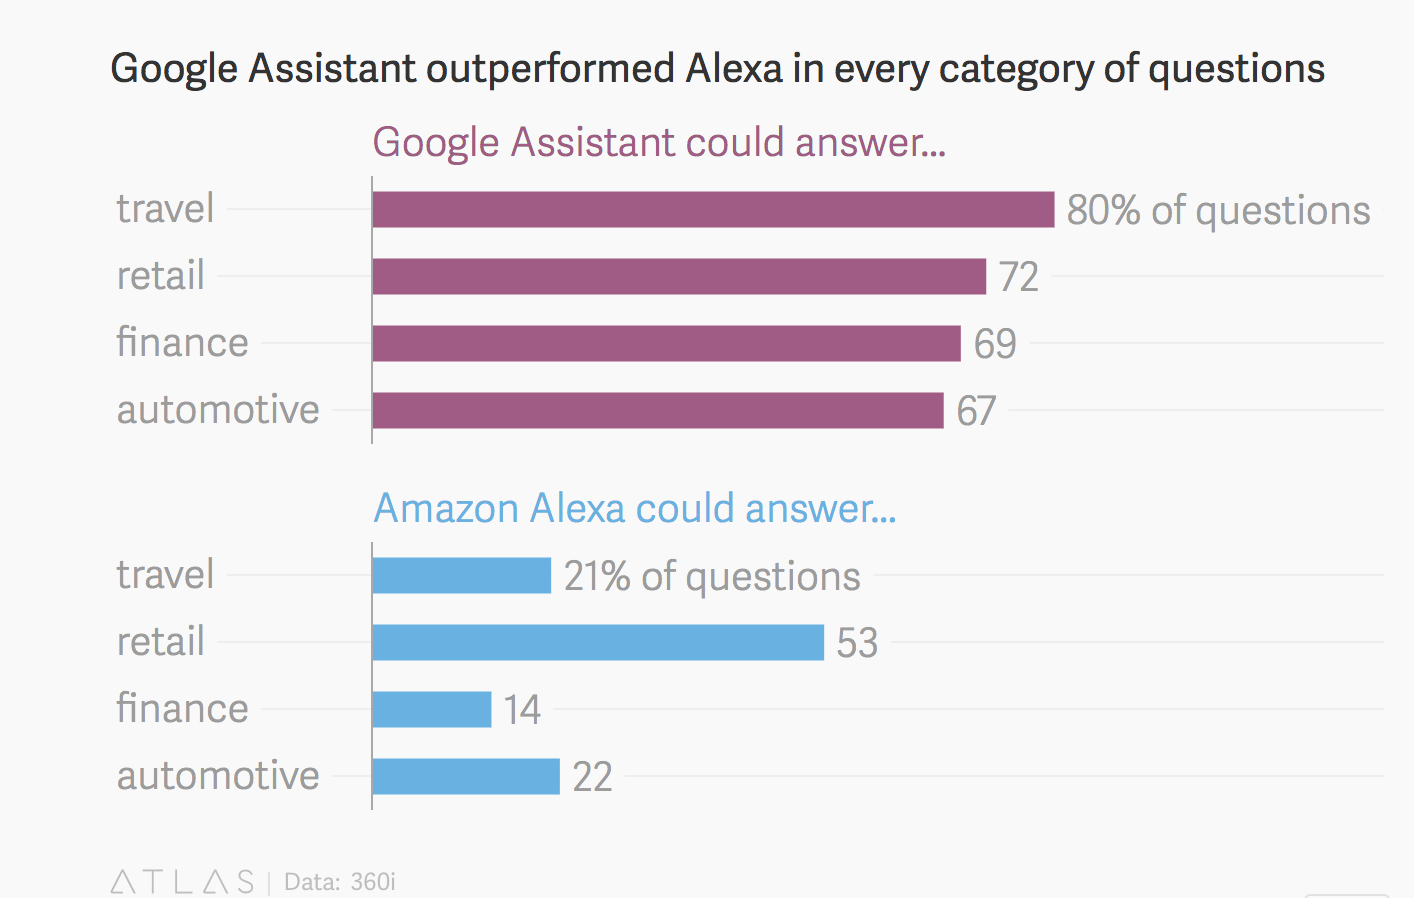 Google Assistant outperformed Alexa in every category of questions
Google Assistant could answer...
travel 80% of questions
retail 72
finance 69
automotive 67
Amazon Alexa could answer...
travel 21% of questions
retail 53
finance 14
automotive 22
ATLAS | Data: 360i